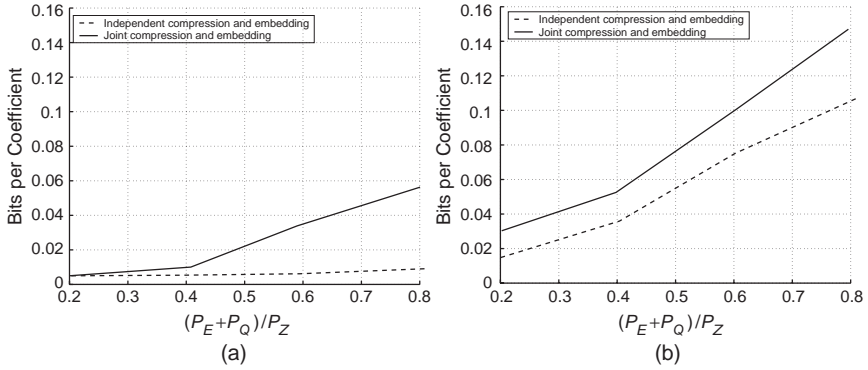 0.16
0.14
0.12
0.1
0.08
0.06
0.04
0.02
0
Bits per Coefficient
Independent compression and embedding
Joint compression and embedding
0.2 0.3 0.4 0.5 0.6 0.7 0.8
(P_E+P_Q)/P_Z
(a)
0.16
0.14
0.12
0.1
0.08
0.06
0.04
0.02
0
Bits per Coefficient
Independent compression and embedding
Joint compression and embedding
0.2 0.3 0.4 0.5 0.6 0.7 0.8
(P_E+P_Q)/P_Z
(b)